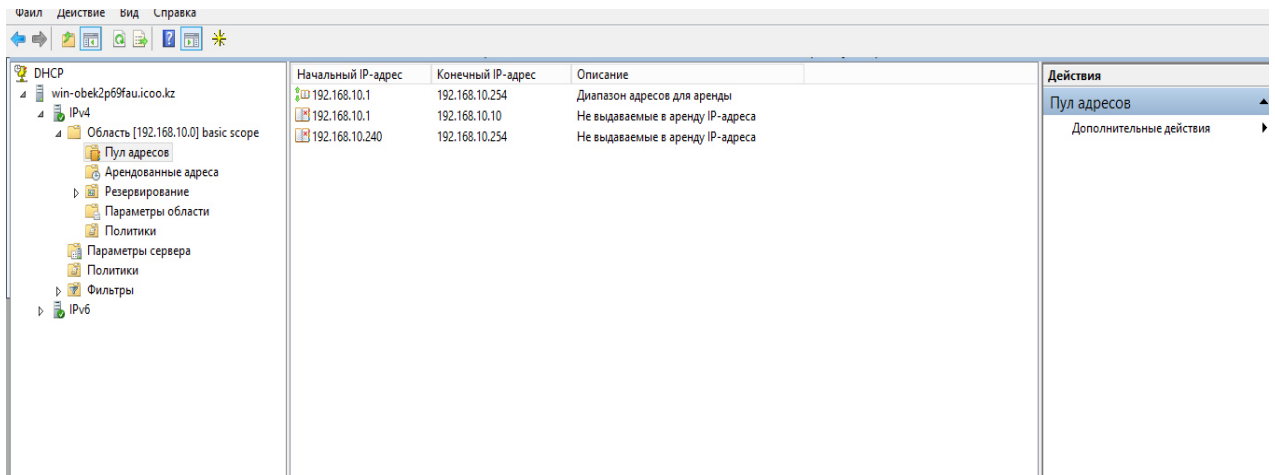 Файл Действие Вид Справка
DHCP
win-obek2p69fau.icoo.kz
IPv4
Область [192.168.10.0] basic scope
Пул адресов
Арендованные адреса
Резервирование
Параметры области
Политики
Параметры сервера
Политики
Фильтры
IPv6
Начальный IP-адрес Конечный IP-адрес Описание
192.168.10.1 192.168.10.254 Диапазон адресов для аренды
192.168.10.1 192.168.10.10 Не выдаваемые в аренду IP-адреса
192.168.10.240 192.168.10.254 Не выдаваемые в аренду IP-адреса
Действия
Пул адресов
Дополнительные действия